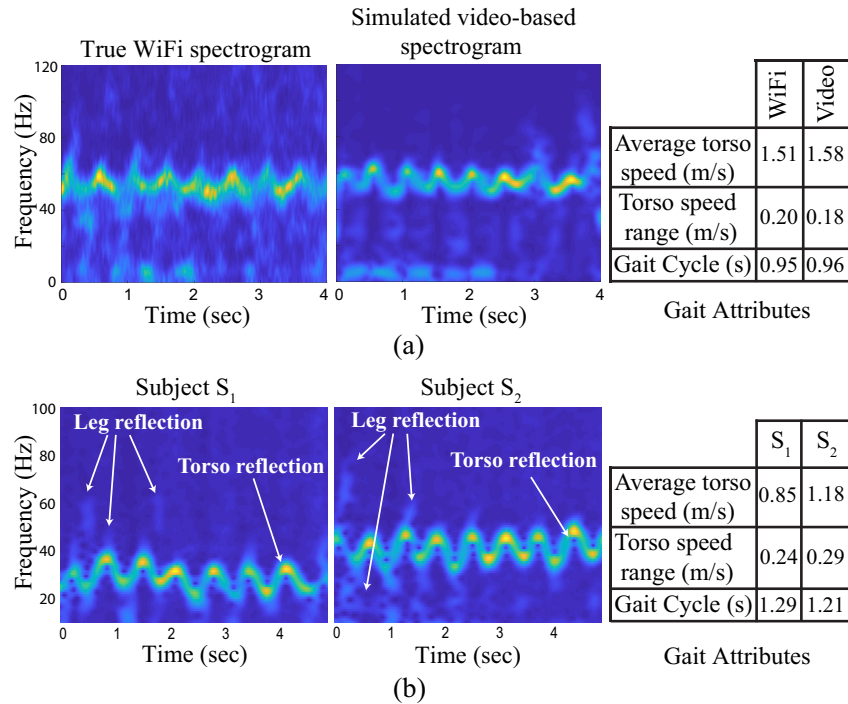 True WiFi spectrogram
Simulated video-based
spectrogram
Frequency (Hz)
120
80
40
0
0 1 2 3 4
Time (sec)
0 1 2 3 4
Time (sec)
WiFi Video
Average torso
speed (m/s) 1.51 1.58
Torso speed
range (m/s) 0.20 0.18
Gait Cycle (s) 0.95 0.96
Gait Attributes
(a)
Subject S1
Subject S2
Frequency (Hz)
100
80
60
40
20
Leg reflection
Torso reflection
0 1 2 3 4
Time (sec)
Leg reflection
Torso reflection
0 1 2 3 4
Time (sec)
S1 S2
Average torso
speed (m/s) 0.85 1.18
Torso speed
range (m/s) 0.24 0.29
Gait Cycle (s) 1.29 1.21
Gait Attributes
(b)